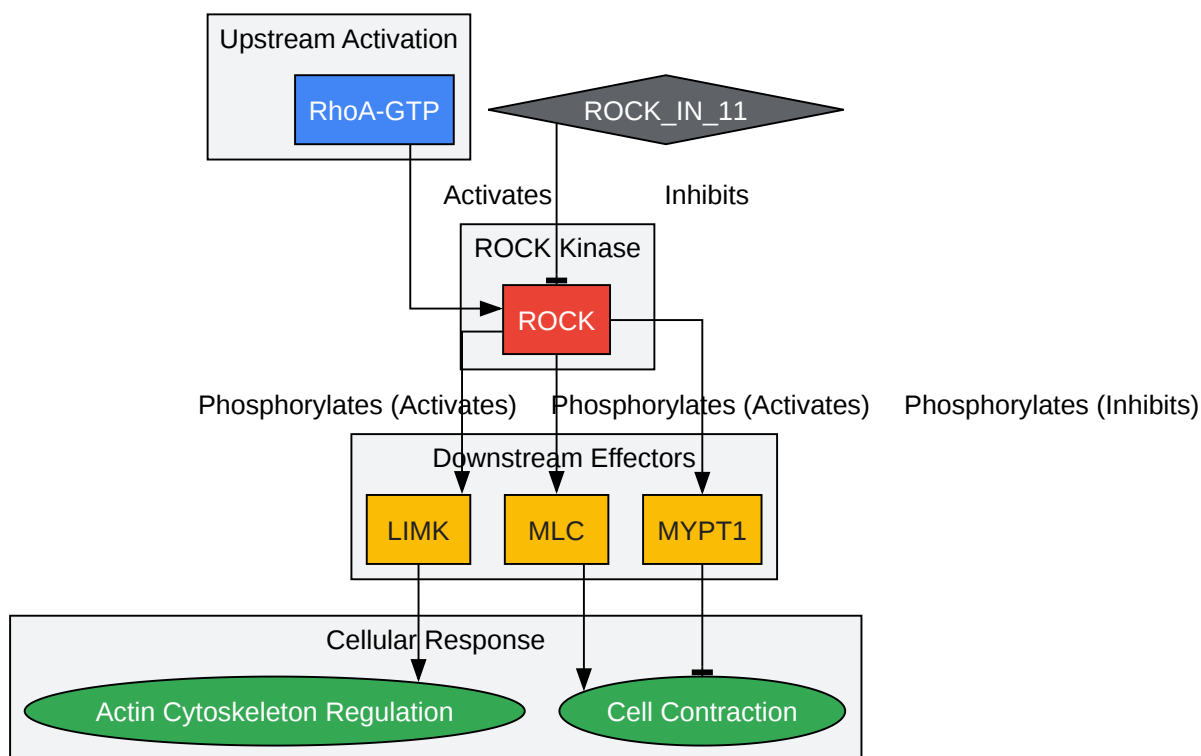 Upstream Activation
RhoA-GTP
ROCK_IN_11
Activates
Inhibits
ROCK Kinase
ROCK
Phosphorylates (Activates)
Phosphorylates (Activates)
Phosphorylates (Inhibits)
Downstream Effectors
LIMK
MLC
MYPT1
Cellular Response
Actin Cytoskeleton Regulation
Cell Contraction